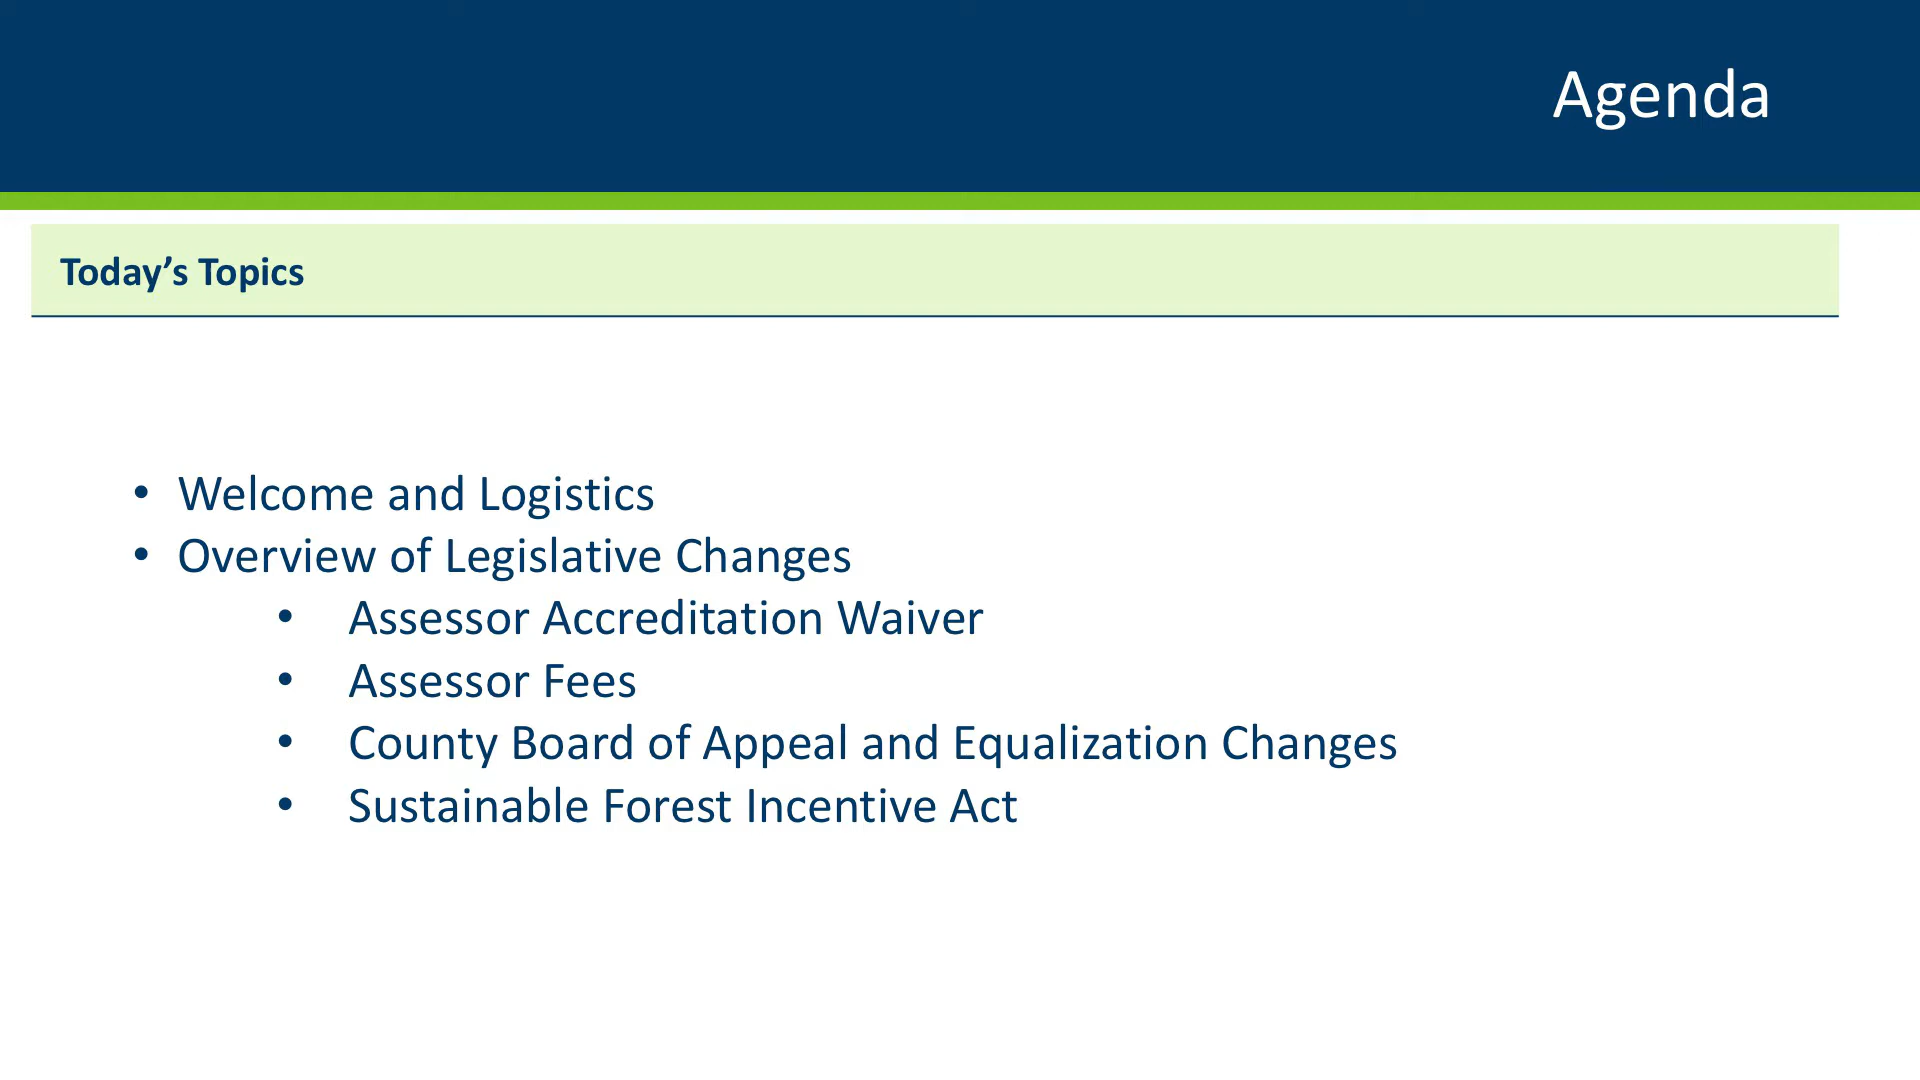 Agenda
Today’s Topics
• Welcome and Logistics
• Overview of Legislative Changes
• Assessor Accreditation Waiver
• Assessor Fees
• County Board of Appeal and Equalization Changes
• Sustainable Forest Incentive Act